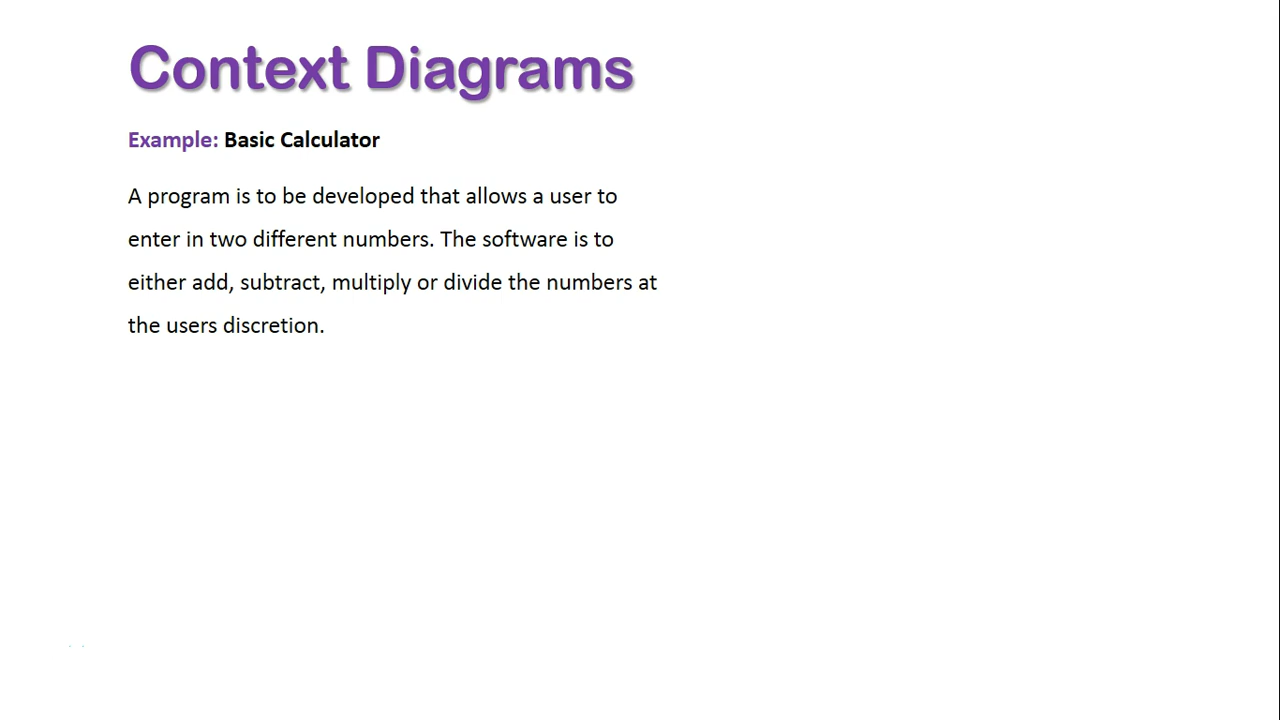 Context Diagrams
Example: Basic Calculator
A program is to be developed that allows a user to
enter in two different numbers. The software is to
either add, subtract, multiply or divide the numbers at
the users discretion.